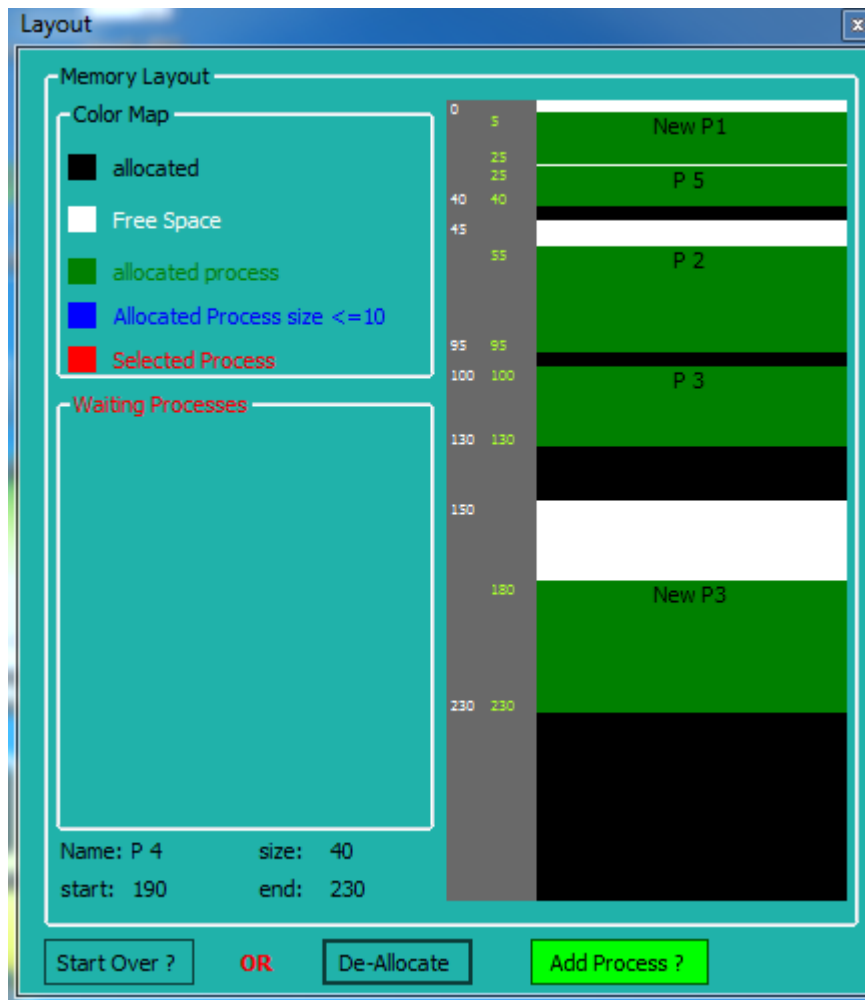 Layout
x
Memory Layout
Color Map
allocated
Free Space
allocated process
Allocated Process size <=10
Selected Process
Waiting Processes
Name: P 4 size: 40
start: 190 end: 230
0
5
New P1
25
25
P 5
40 40
45
55
P 2
95 95
100 100
P 3
130 130
150
180
New P3
230 230
Start Over ? OR De-Allocate Add Process ?